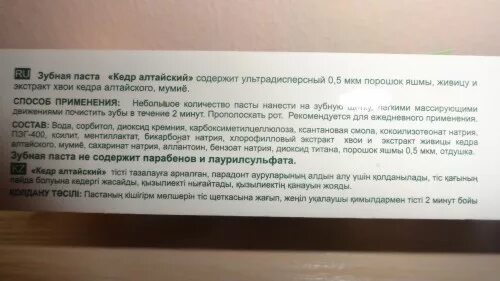 RU Зубная паста «Кедр алтайский» содержит ультрадисперсный 0,5 мкм порошок яшмы, живицу и
экстракт хвои кедра алтайского, мумиё.
СПОСОБ ПРИМЕНЕНИЯ: Небольшое количество пасты нанести на зубную щетку, легкими массирующими
движениями почистить зубы в течение 2 минут. Прополоскать рот. Рекомендуется для ежедневного применения.
СОСТАВ: Вода, сорбитол, диоксид кремния, карбоксиметилцеллюлоза, ксантановая смола, кокоилизотионат натрия,
ПЭГ-400, ксилит, ментиллактат, бикарбонат натрия, хлорофилловый экстракт хвои и экстракт живицы кедра
алтайского, мумиё, сахаринат натрия, аллантоин, бензоат натрия, диоксид титана, порошок яшмы 0,5 мкм, отдушка.
Зубная паста не содержит парабенов и лаурилсульфата.
KZ «Кедр алтайский» тісті тазалауға арналған, парадонт ауруларының алдын алу үшін қолданылады, тіс қағының
пайда болуына кедергі жасайды, қызылиекті нығайтады, қызылиектің қанауын жояды.
ҚОЛДАНУ ТӘСІЛІ: Пастаның кішігірім мөлшерін тіс щеткасына жағып, жеңіл уқалаушы қимылдармен тісті 2 минут бойы